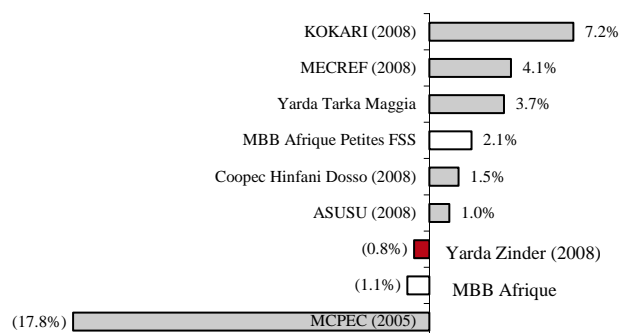 KOKARI (2008) 7.2%
MECREF (2008) 4.1%
Yarda Tarka Maggia 3.7%
MBB Afrique Petites FSS 2.1%
Coopec Hinfani Dosso (2008) 1.5%
ASUSU (2008) 1.0%
(0.8%) Yarda Zinder (2008)
(1.1%) MBB Afrique
(17.8%) MCPEC (2005)